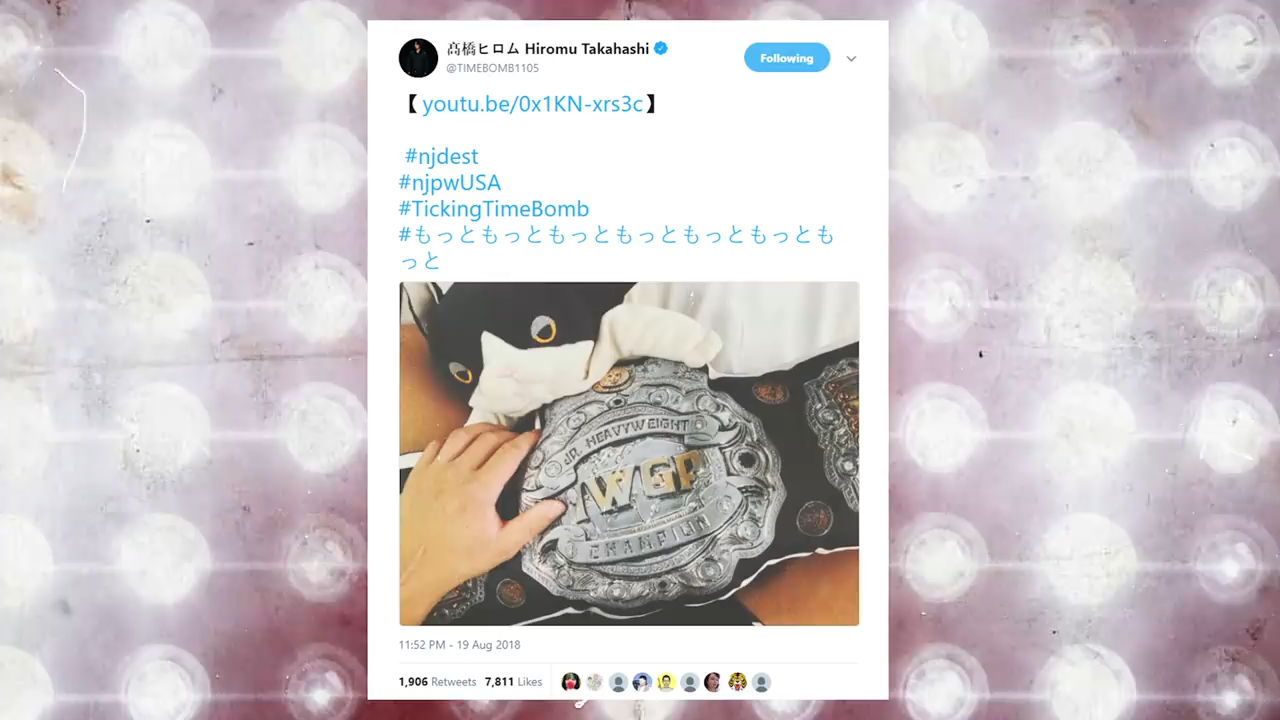 髙橋ヒロム Hiromu Takahashi
Following
@TIMEBOMB1105
【 youtu.be/0x1KN-xrs3c】
#njdest
#njpwUSA
#TickingTimeBomb
#もっともっともっともっともっともっとも
っと
JR. HEAVYWEIGHT
IWGP
CHAMPION
11:52 PM - 19 Aug 2018
1,906 Retweets 7,811 Likes